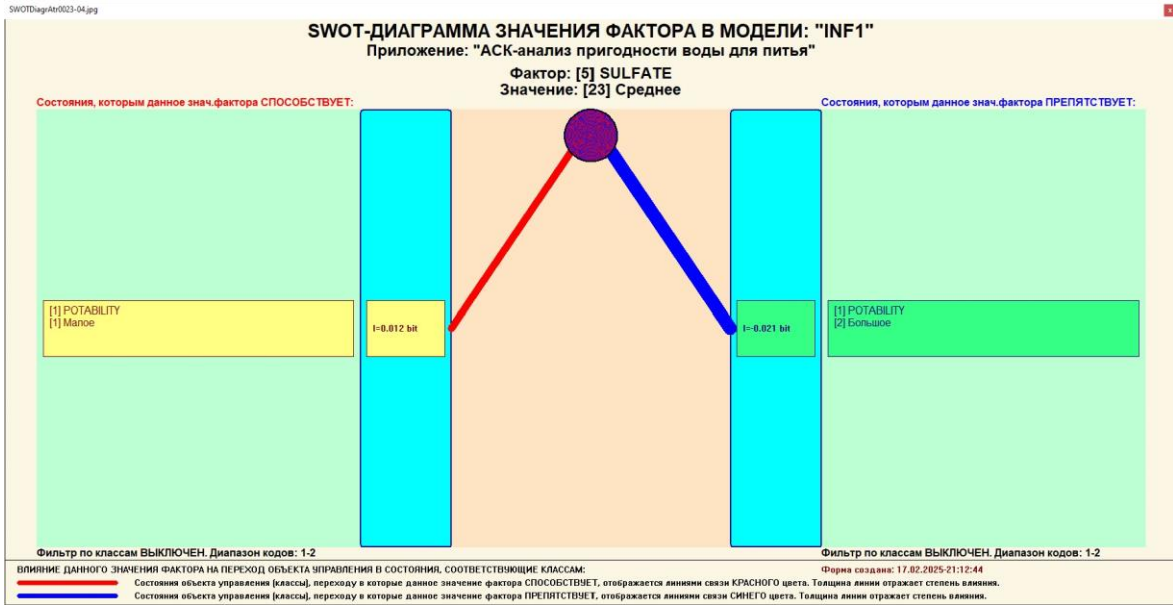 SWOTDiagrAtr0023-04.jpg
SWOT-ДИАГРАММА ЗНАЧЕНИЯ ФАКТОРА В МОДЕЛИ: "INF1"
Приложение: "АСК-анализ пригодности воды для питья"
Фактор: [5] SULFATE
Значение: [23] Среднее
Состояния, которым данное знач.фактора СПОСОБСТВУЕТ:
Состояния, которым данное знач.фактора ПРЕПЯТСТВУЕТ:
[1] POTABILITY
[1] Малое
I=0.012 bit
I=-0.021 bit
[1] POTABILITY
[2] Большое
Фильтр по классам ВЫКЛЮЧЕН. Диапазон кодов: 1-2
Фильтр по классам ВЫКЛЮЧЕН. Диапазон кодов: 1-2
ВЛИЯНИЕ ДАННОГО ЗНАЧЕНИЯ ФАКТОРА НА ПЕРЕХОД ОБЪЕКТА УПРАВЛЕНИЯ В СОСТОЯНИЯ, СООТВЕТСТВУЮЩИЕ КЛАССАМ:
Форма создана: 17.02.2025-21:12:44
Состояния объекта управления (классы), переходу в которые данное значение фактора СПОСОБСТВУЕТ, отображается линиями связи КРАСНОГО цвета. Толщина линии отражает степень влияния.
Состояния объекта управления (классы), переходу в которые данное значение фактора ПРЕПЯТСТВУЕТ, отображается линиями связи СИНЕГО цвета. Толщина линии отражает степень влияния.